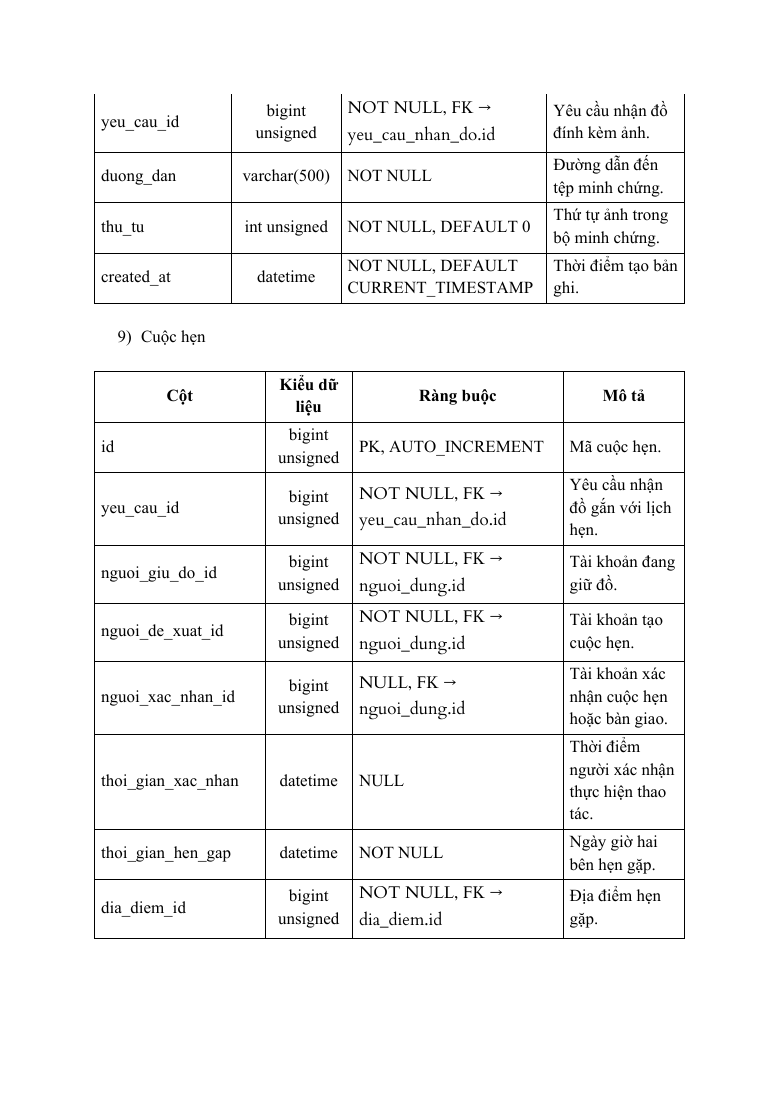 yeu_cau_id
bigint
unsigned
NOT NULL, FK →
yeu_cau_nhan_do.id
Yêu cầu nhận đồ
đính kèm ảnh.
duong_dan
varchar(500)
NOT NULL
Đường dẫn đến
tệp minh chứng.
thu_tu
int unsigned
NOT NULL, DEFAULT 0
Thứ tự ảnh trong
bộ minh chứng.
created_at
datetime
NOT NULL, DEFAULT
CURRENT_TIMESTAMP
Thời điểm tạo bản
ghi.
9) Cuộc hẹn
Cột
Kiểu dữ
liệu
Ràng buộc
Mô tả
id
bigint
unsigned
PK, AUTO_INCREMENT
Mã cuộc hẹn.
yeu_cau_id
bigint
unsigned
NOT NULL, FK →
yeu_cau_nhan_do.id
Yêu cầu nhận
đồ gắn với lịch
hẹn.
nguoi_giu_do_id
bigint
unsigned
NOT NULL, FK →
nguoi_dung.id
Tài khoản đang
giữ đồ.
nguoi_de_xuat_id
bigint
unsigned
NOT NULL, FK →
nguoi_dung.id
Tài khoản tạo
cuộc hẹn.
nguoi_xac_nhan_id
bigint
unsigned
NULL, FK →
nguoi_dung.id
Tài khoản xác
nhận cuộc hẹn
hoặc bàn giao.
thoi_gian_xac_nhan
datetime
NULL
Thời điểm
người xác nhận
thực hiện thao
tác.
thoi_gian_hen_gap
datetime
NOT NULL
Ngày giờ hai
bên hẹn gặp.
dia_diem_id
bigint
unsigned
NOT NULL, FK →
dia_diem.id
Địa điểm hẹn
gặp.